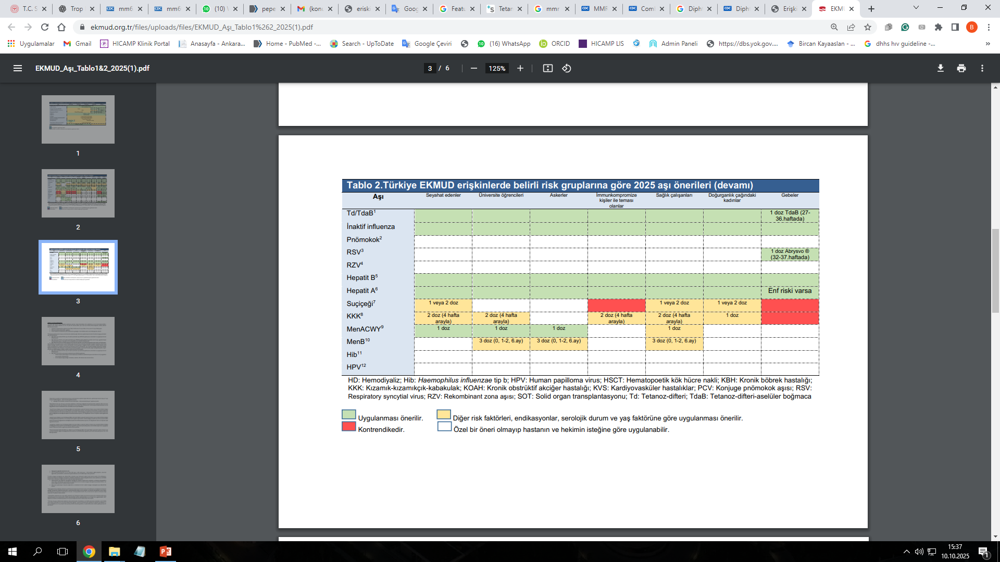 T.C. S
Trop
mm6
mm6
(10)
pepe
(konu
eriski
Goog
Featu
Tetan
mmr
MMR
Coml
Dipht
Diph
Erişki
EKMU
ekmud.org.tr/files/uploads/files/EKMUD_Aşı_Tablo1%262_2025(1).pdf
B
Uygulamalar
Gmail
HICAMP Klinik Portal
Anasayfa - Ankara...
Home - PubMed -...
Search - UpToDate
Google Çeviri
(16) WhatsApp
ORCID
HICAMP LIS
Admin Paneli
https://dbs.yok.gov....
Bircan Kayaaslan - ...
dhhs hıv guideline -...
»
EKMUD_Aşı_Tablo1&2_2025(1).pdf
3 / 6
125%
1
2
3
4
5
6
Tablo 2.Türkiye EKMUD erişkinlerde belirli risk gruplarına göre 2025 aşı önerileri (devamı)
Aşı
Seyahat edenler
Üniversite öğrencileri
Askerler
İmmunkompromize
kişiler ile teması
olanlar
Sağlık çalışanları
Doğurganlık çağındaki
kadınlar
Gebeler
Td/TdaB1
1 doz TdaB (27-
36.haftada)
İnaktif influenza
Pnömokok2
RSV3
1 doz Abrysvo ®
(32-37.haftada)
RZV4
Hepatit B5
Hepatit A6
Enf riski varsa
Suçiçeği7
1 veya 2 doz
1 veya 2 doz
1 veya 2 doz
KKK8
2 doz (4 hafta
arayla)
2 doz (4 hafta
arayla)
2 doz (4 hafta
arayla)
2 doz (4 hafta
arayla)
1 doz
MenACWY9
1 doz
1 doz
1 doz
1 doz
MenB10
3 doz (0, 1-2, 6.ay)
3 doz (0, 1-2, 6.ay)
3 doz (0, 1-2, 6.ay)
Hib11
HPV12
HD: Hemodiyaliz; Hib: Haemophilus influenzae tip b; HPV: Human papilloma virus; HSCT: Hematopoetik kök hücre nakli; KBH: Kronik böbrek hastalığı;
KKK: Kızamık-kızamıkçık-kabakulak; KOAH: Kronik obstrüktif akciğer hastalığı; KVS: Kardiyovasküler hastalıklar; PCV: Konjuge pnömokok aşısı; RSV:
Respiratory syncytial virus; RZV: Rekombinant zona aşısı; SOT: Solid organ transplantasyonu; Td: Tetanoz-difteri; TdaB: Tetanoz-difteri-aselüler boğmaca
Uygulanması önerilir.
Diğer risk faktörleri, endikasyonlar, serolojik durum ve yaş faktörüne göre uygulanması önerilir.
Kontrendikedir.
Özel bir öneri olmayıp hastanın ve hekimin isteğine göre uygulanabilir.
15:37
10.10.2025
1